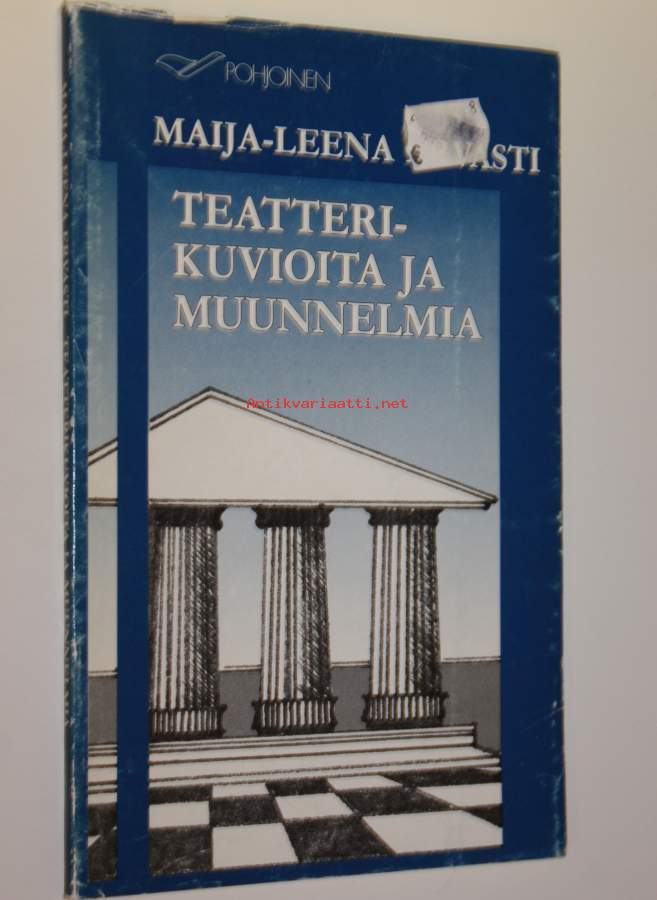 POHJOINEN
MAIJA-LEENA
TEATTERI-
KUVIOITA JA
MUUNNELMIA
Antikvariaatti.net